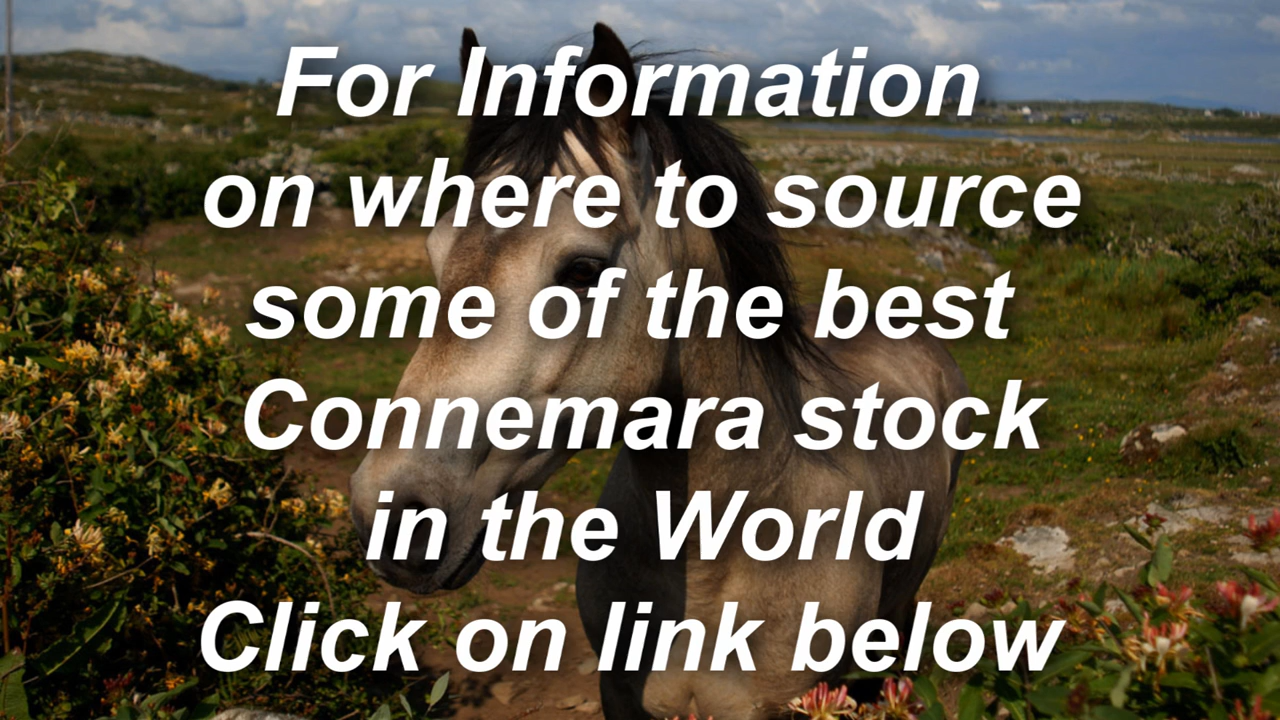 For Information
on where to source
some of the best
Connemara stock
in the World
Click on link below